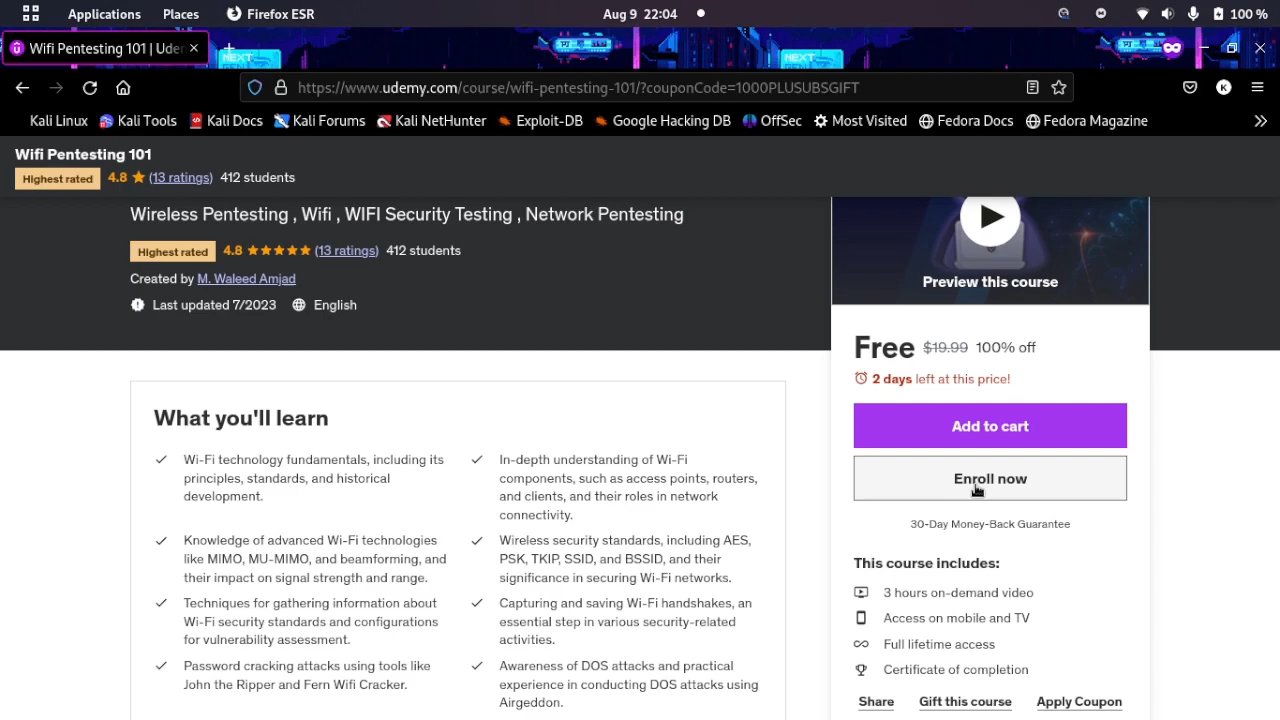 Applications Places Firefox ESR Aug 9 22:04 100 %
Wifi Pentesting 101 | Ude
NEXT
NEXT
https://www.udemy.com/course/wifi-pentesting-101/?couponCode=1000PLUSUBSGIFT K
Kali Linux Kali Tools Kali Docs Kali Forums Kali NetHunter Exploit-DB Google Hacking DB OffSec Most Visited Fedora Docs Fedora Magazine
Wifi Pentesting 101
Highest rated 4.8 (13 ratings) 412 students
Wireless Pentesting , Wifi , WIFI Security Testing , Network Pentesting
Highest rated 4.8 (13 ratings) 412 students
Created by M. Waleed Amjad
Last updated 7/2023 English
Preview this course
Free $19.99 100% off
2 days left at this price!
Add to cart
Enroll now
30-Day Money-Back Guarantee
This course includes:
3 hours on-demand video
Access on mobile and TV
Full lifetime access
Certificate of completion
Share Gift this course Apply Coupon
What you'll learn
Wi-Fi technology fundamentals, including its
principles, standards, and historical
development.
In-depth understanding of Wi-Fi
components, such as access points, routers,
and clients, and their roles in network
connectivity.
Knowledge of advanced Wi-Fi technologies
like MIMO, MU-MIMO, and beamforming, and
their impact on signal strength and range.
Wireless security standards, including AES,
PSK, TKIP, SSID, and BSSID, and their
significance in securing Wi-Fi networks.
Techniques for gathering information about
Wi-Fi security standards and configurations
for vulnerability assessment.
Capturing and saving Wi-Fi handshakes, an
essential step in various security-related
activities.
Password cracking attacks using tools like
John the Ripper and Fern Wifi Cracker.
Awareness of DOS attacks and practical
experience in conducting DOS attacks using
Airgeddon.